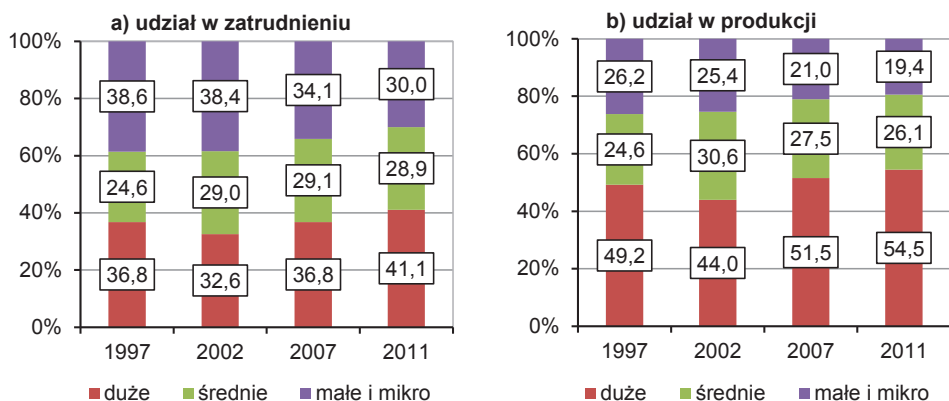 a) udział w zatrudnieniu
100%
80%
60%
40%
20%
0%
38,6 38,4 34,1 30,0
24,6 29,0 29,1 28,9
36,8 32,6 36,8 41,1
1997 2002 2007 2011
duże średnie małe i mikro
b) udział w produkcji
100%
80%
60%
40%
20%
0%
26,2 25,4 21,0 19,4
24,6 30,6 27,5 26,1
49,2 44,0 51,5 54,5
1997 2002 2007 2011
duże średnie małe i mikro